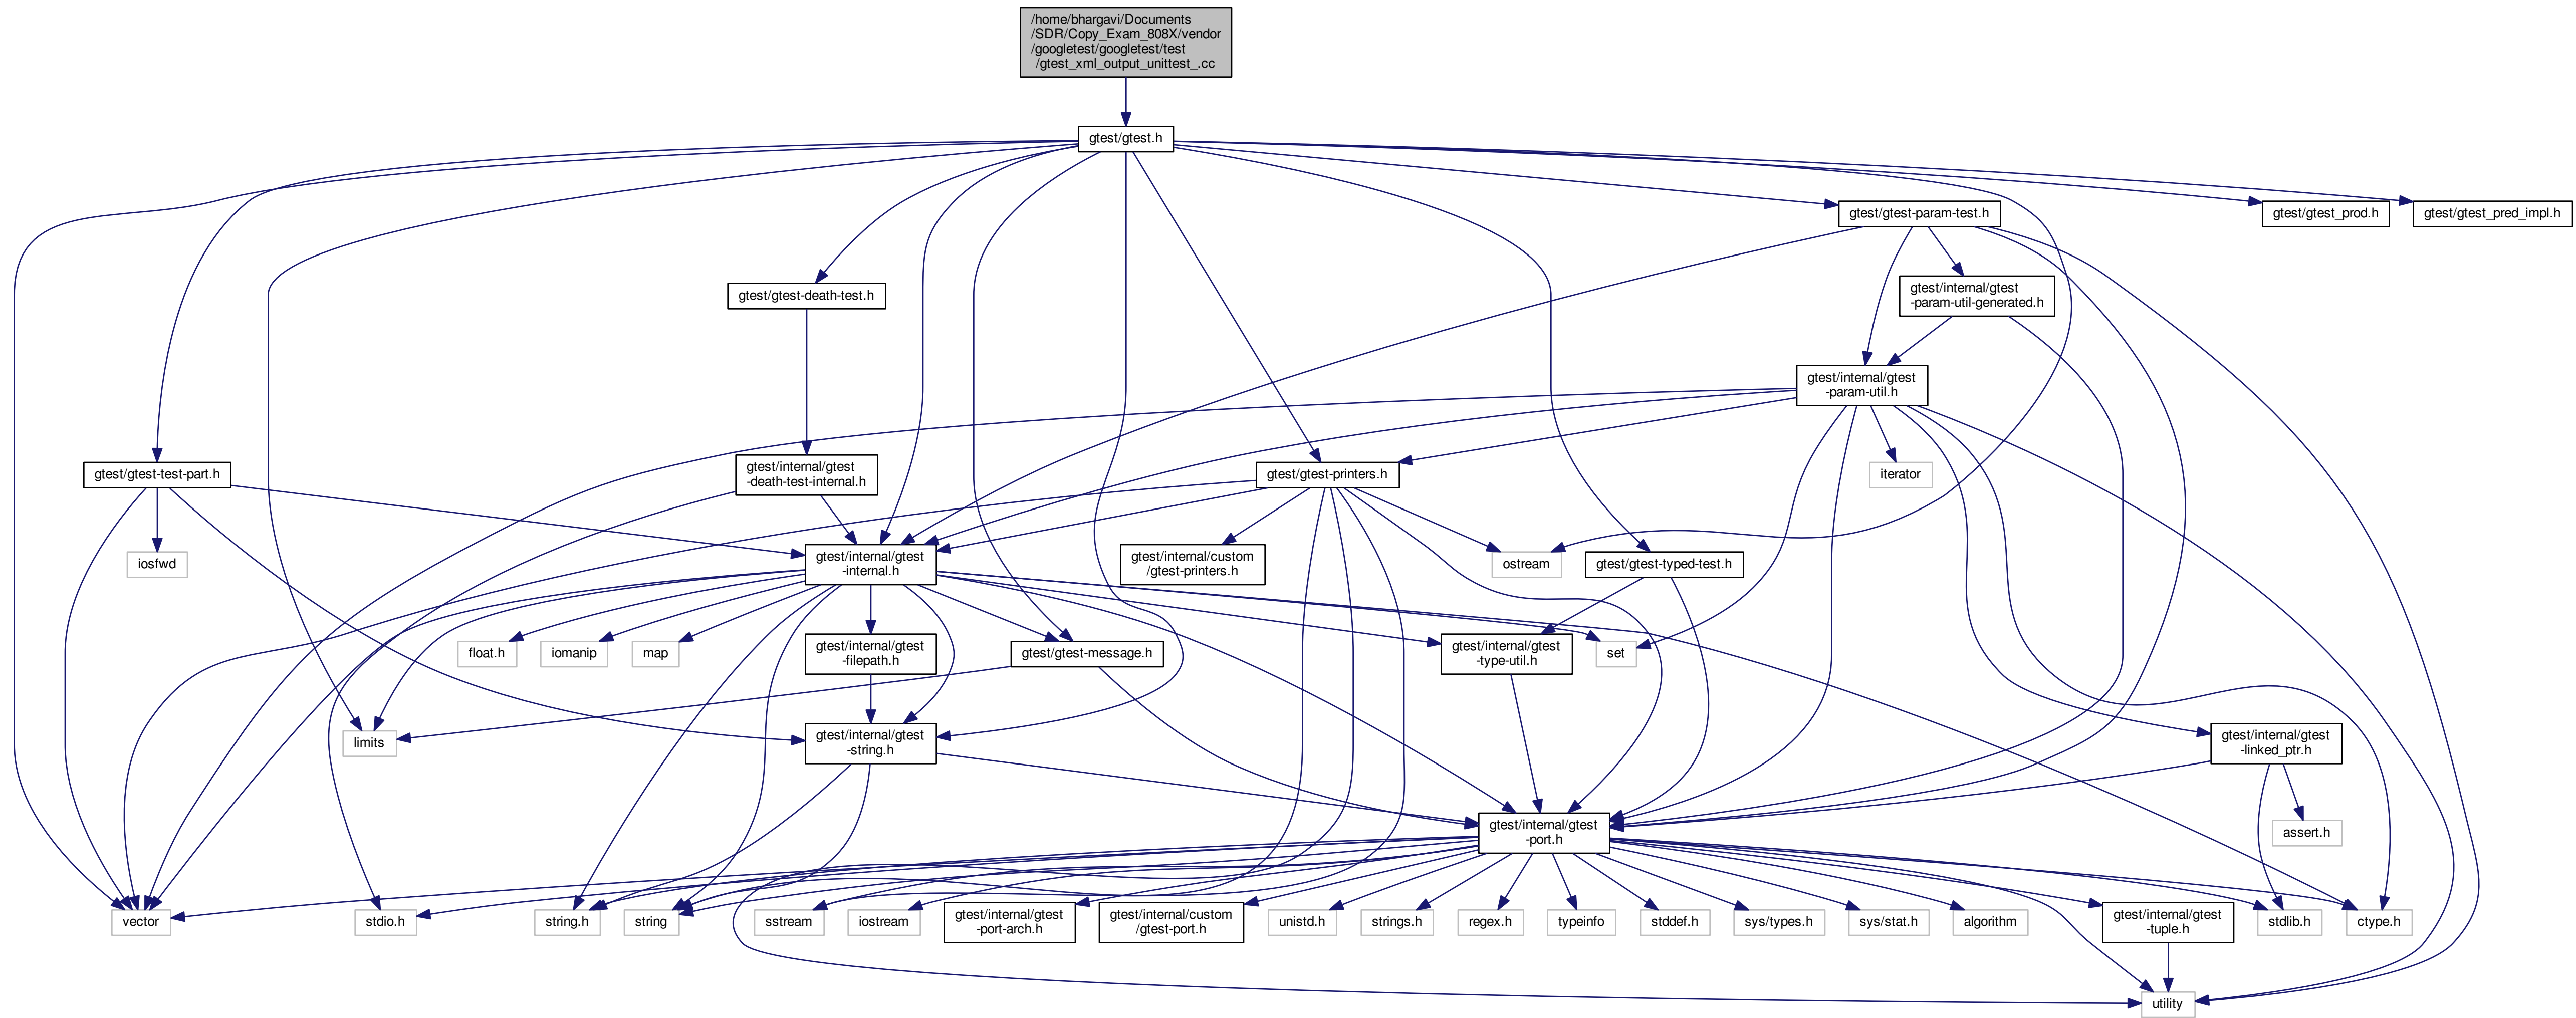 /home/bhargavi/Documents
/SDR/Copy_Exam_808X/vendor
/googletest/googletest/test
/gtest_xml_output_unittest_.cc
gtest/gtest.h
gtest/gtest-param-test.h
gtest/gtest_prod.h
gtest/gtest_pred_impl.h
gtest/gtest-death-test.h
gtest/internal/gtest
-param-util-generated.h
gtest/internal/gtest
-param-util.h
gtest/gtest-test-part.h
gtest/internal/gtest
-death-test-internal.h
gtest/gtest-printers.h
iterator
iosfwd
gtest/internal/gtest
-internal.h
gtest/internal/custom
/gtest-printers.h
ostream
gtest/gtest-typed-test.h
float.h
iomanip
map
gtest/internal/gtest
-filepath.h
gtest/gtest-message.h
gtest/internal/gtest
-type-util.h
set
limits
gtest/internal/gtest
-string.h
gtest/internal/gtest
-linked_ptr.h
gtest/internal/gtest
-port.h
assert.h
vector
stdio.h
string.h
string
sstream
iostream
gtest/internal/gtest
-port-arch.h
gtest/internal/custom
/gtest-port.h
unistd.h
strings.h
regex.h
typeinfo
stddef.h
sys/types.h
sys/stat.h
algorithm
gtest/internal/gtest
-tuple.h
stdlib.h
ctype.h
utility